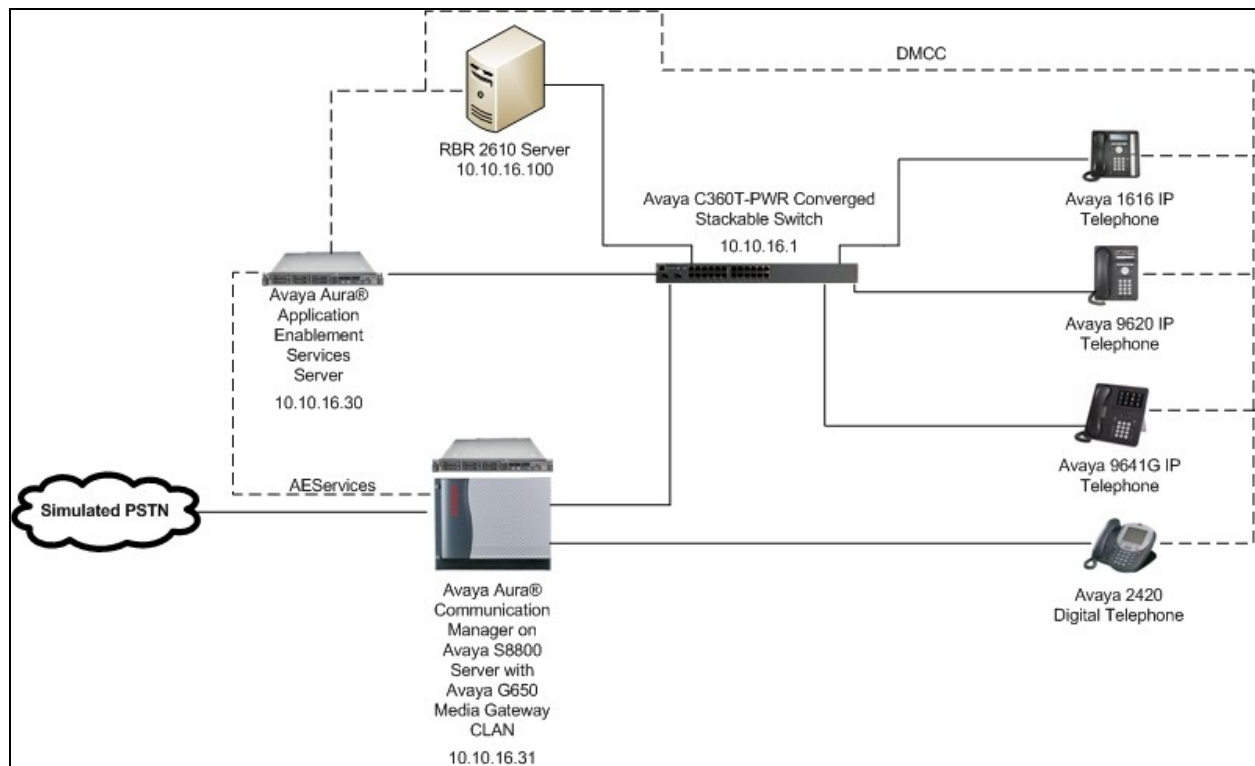 DMCC
RBR 2610 Server
10.10.16.100
Avaya C360T-PWR Converged
Stackable Switch
10.10.16.1
Avaya 1616 IP
Telephone
Avaya Aura®
Application
Enablement
Services
Server
10.10.16.30
Avaya 9620 IP
Telephone
Avaya 9641G IP
Telephone
AEServices
Simulated PSTN
Avaya Aura®
Communication
Manager on
Avaya S8800
Server with
Avaya G650
Media Gateway
CLAN
10.10.16.31
Avaya 2420
Digital Telephone